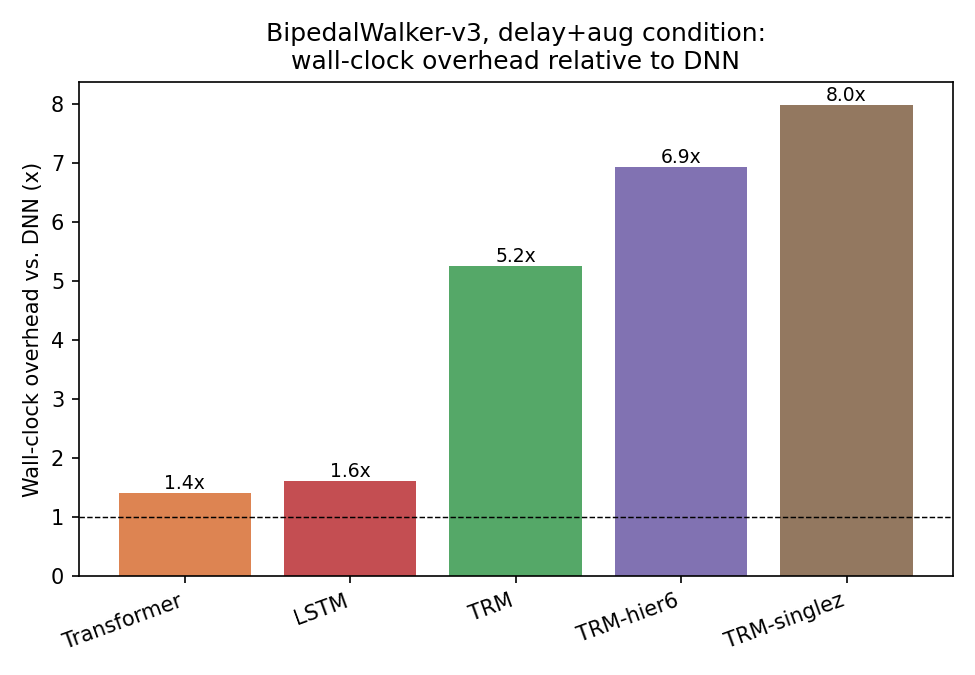 BipedalWalker-v3, delay+aug condition:
wall-clock overhead relative to DNN
Wall-clock overhead vs. DNN (x)
8
7
6
5
4
3
2
1
0
1.4x
1.6x
5.2x
6.9x
8.0x
Transformer
LSTM
TRM
TRM-hier6
TRM-singlez